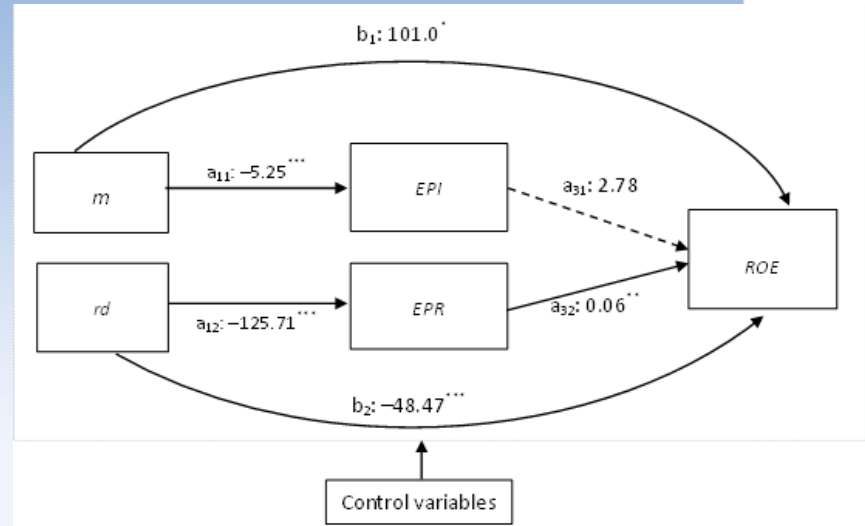 b₁: 101.0*
m
a₁₁: –5.25***
EPI
a₃₁: 2.78
ROE
rd
a₁₂: –125.71***
EPR
a₃₂: 0.06**
b₂: –48.47***
Control variables